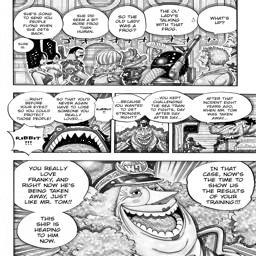 WHAT'S
UP?
THE OL'
LADY'S
TALKING
WITH THAT
FROG.
SO THE
OLD LADY
WAS A
FROG?
SHE DID
SEEM A BIT
MORE FROG
THAN
HUMAN.
SHE'S
GOING TO
SEND YOU
PEOPLE
FLYING
WHEN SHE
GETS
BACK.
AFTER THAT
INCIDENT
EIGHT YEARS
AGO,
WHEN MR. TOM
WAS TAKEN
AWAY...
...YOU KEPT
CHALLENGING
THE SEA TRAIN
TO FIGHTS, DAY
AFTER DAY
AFTER DAY...
...BECAUSE
YOU WANTED
TO GET
STRONGER,
RIGHT?
SO THAT
YOU'D NEVER
AGAIN HAVE
TO LOSE
SOMEONE YOU
REALLY
LOVED...
...RIGHT
BEFORE
YOUR EYES?
SO YOU
COULD
PROTECT
THOSE
PEOPLE!
RIBBIT
!!!
IN THAT
CASE, NOW'S
THE TIME
TO SHOW US
THE RESULTS
OF YOUR
TRAINING!!!
YOU REALLY
LOVE
FRANKY, AND
RIGHT NOW HE'S
BEING TAKEN
AWAY, JUST
LIKE MR. TOM!!
THIS
SHIP IS
HEADING TO
HIM NOW.